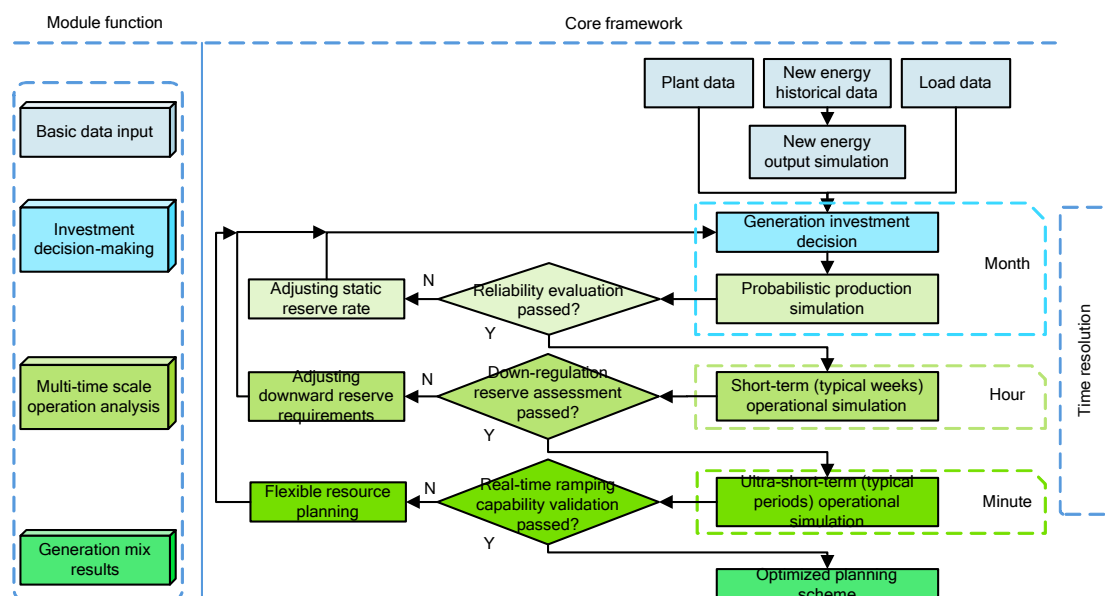 Module function
Core framework
Basic data input
Investment
decision-making
Multi-time scale
operation analysis
Generation mix
results
Plant data
New energy
historical data
Load data
New energy
output simulation
Generation investment
decision
Month
Adjusting static
reserve rate
N
Reliability evaluation
passed?
Probabilistic production
simulation
Y
Adjusting
downward reserve
requirements
N
Down-regulation
reserve assessment
passed?
Short-term (typical weeks)
operational simulation
Hour
Y
Flexible resource
planning
N
Real-time ramping
capability validation
passed?
Ultra-short-term (typical
periods) operational
simulation
Minute
Y
Optimized planning
scheme
Time resolution